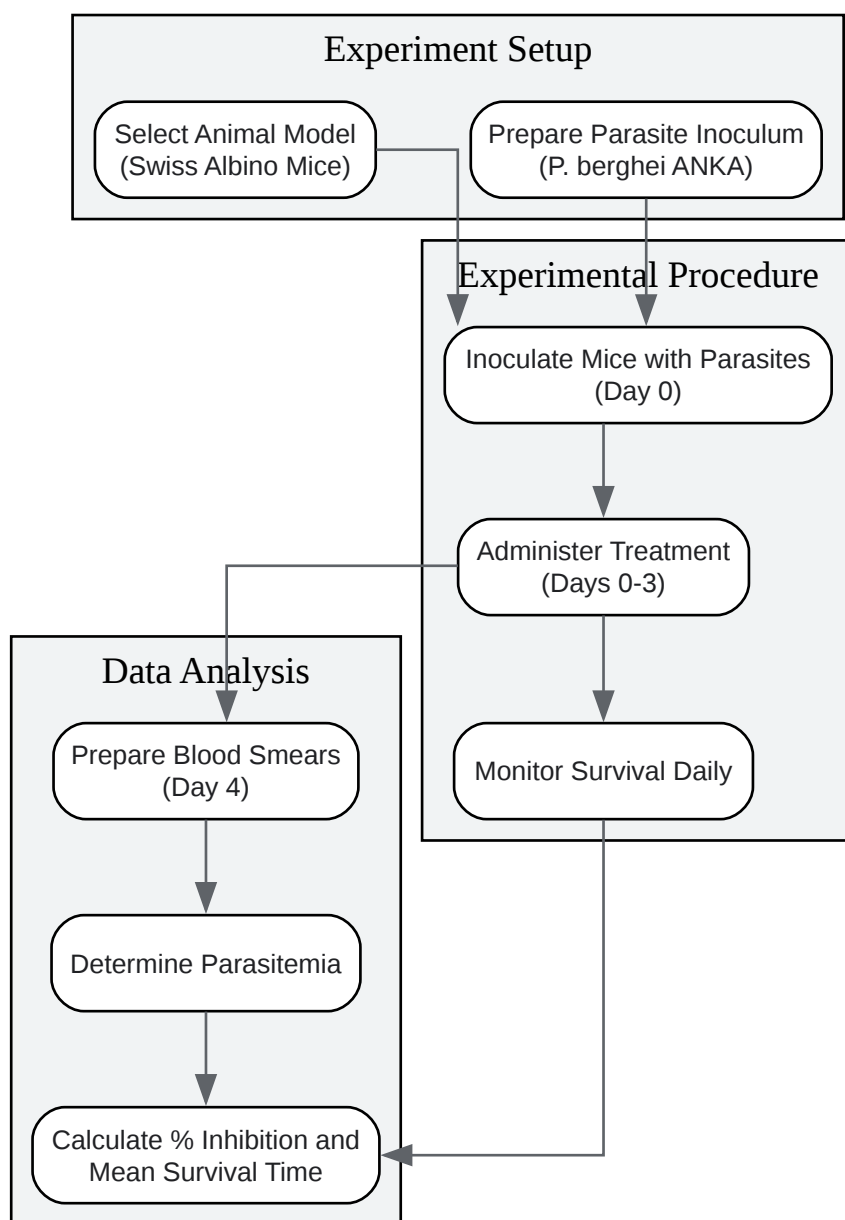 Experiment Setup
Select Animal Model
(Swiss Albino Mice)
Prepare Parasite Inoculum
(P. berghei ANKA)
Experimental Procedure
Inoculate Mice with Parasites
(Day 0)
Administer Treatment
(Days 0-3)
Monitor Survival Daily
Data Analysis
Prepare Blood Smears
(Day 4)
Determine Parasitemia
Calculate % Inhibition and
Mean Survival Time